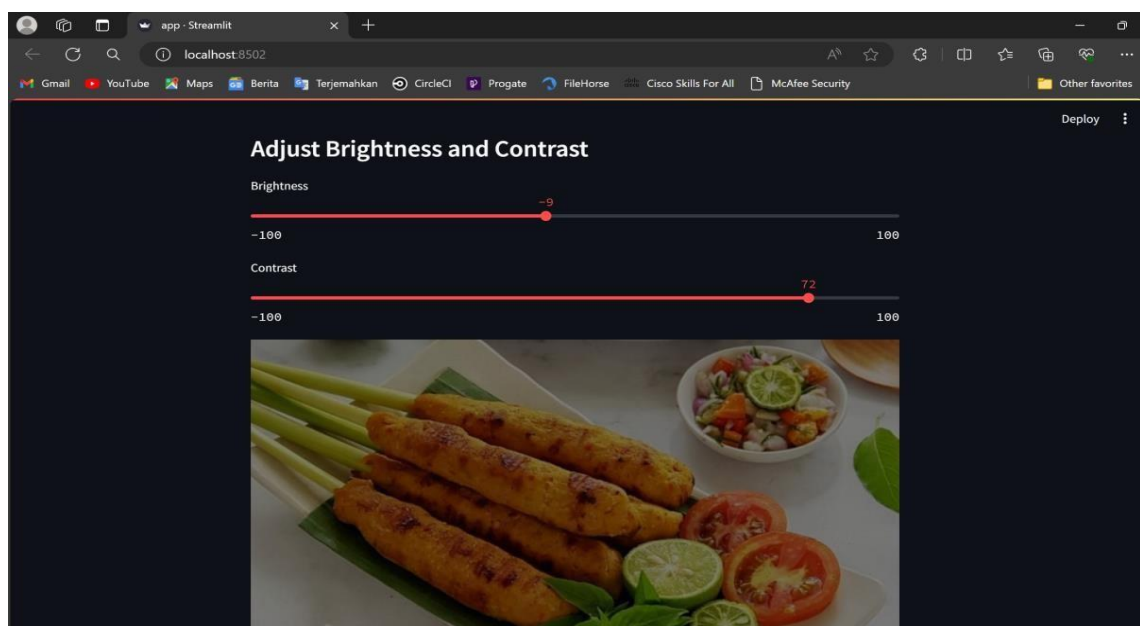 app · Streamlit
localhost:8502
Gmail YouTube Maps Berita Terjemahkan CircleCI Progate FileHorse Cisco Skills For All McAfee Security Other favorites
Deploy
Adjust Brightness and Contrast
Brightness
-9
-100 100
Contrast
72
-100 100